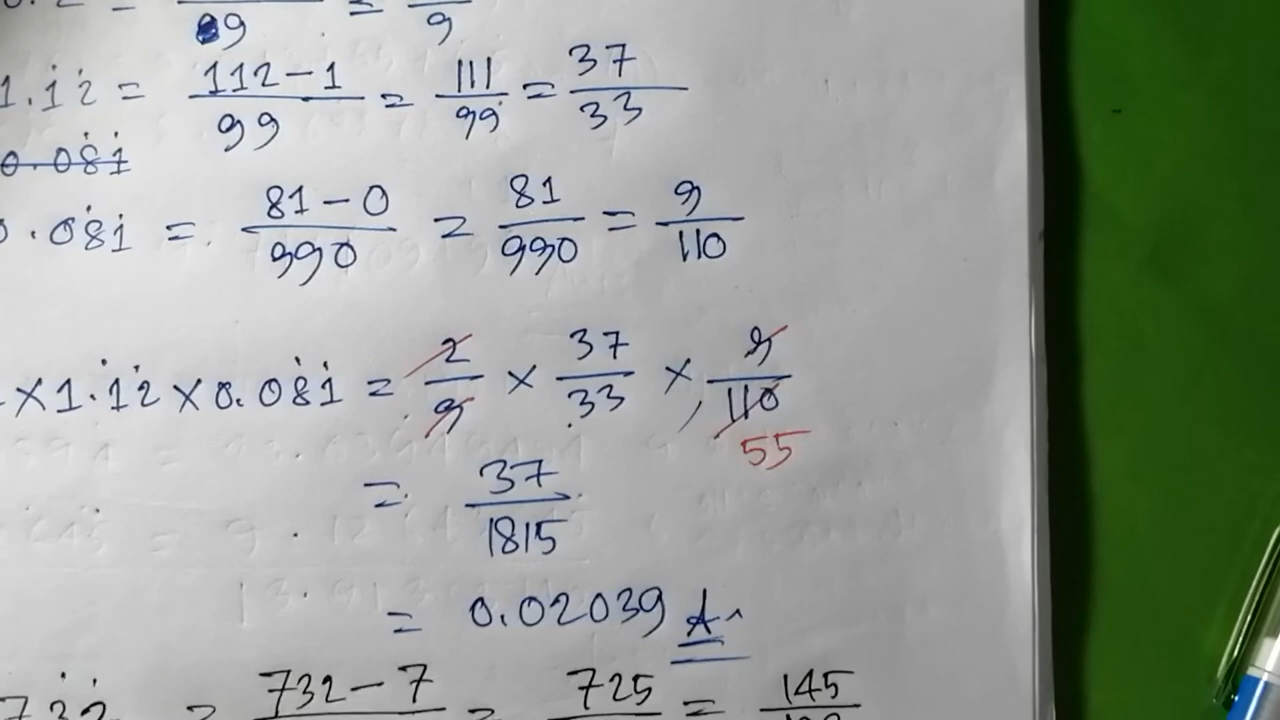 99 = 9
1.1̇2̇ = 112-1/99 = 111/99 = 37/33
0.08̇1̇
0.08̇1̇ = 81-0/990 = 81/990 = 9/110
×1.1̇2̇×0.08̇1̇ = 2/9 × 37/33 × 9/110
55
= 37/1815
= 0.02039 A
732-7 = 725 = 145